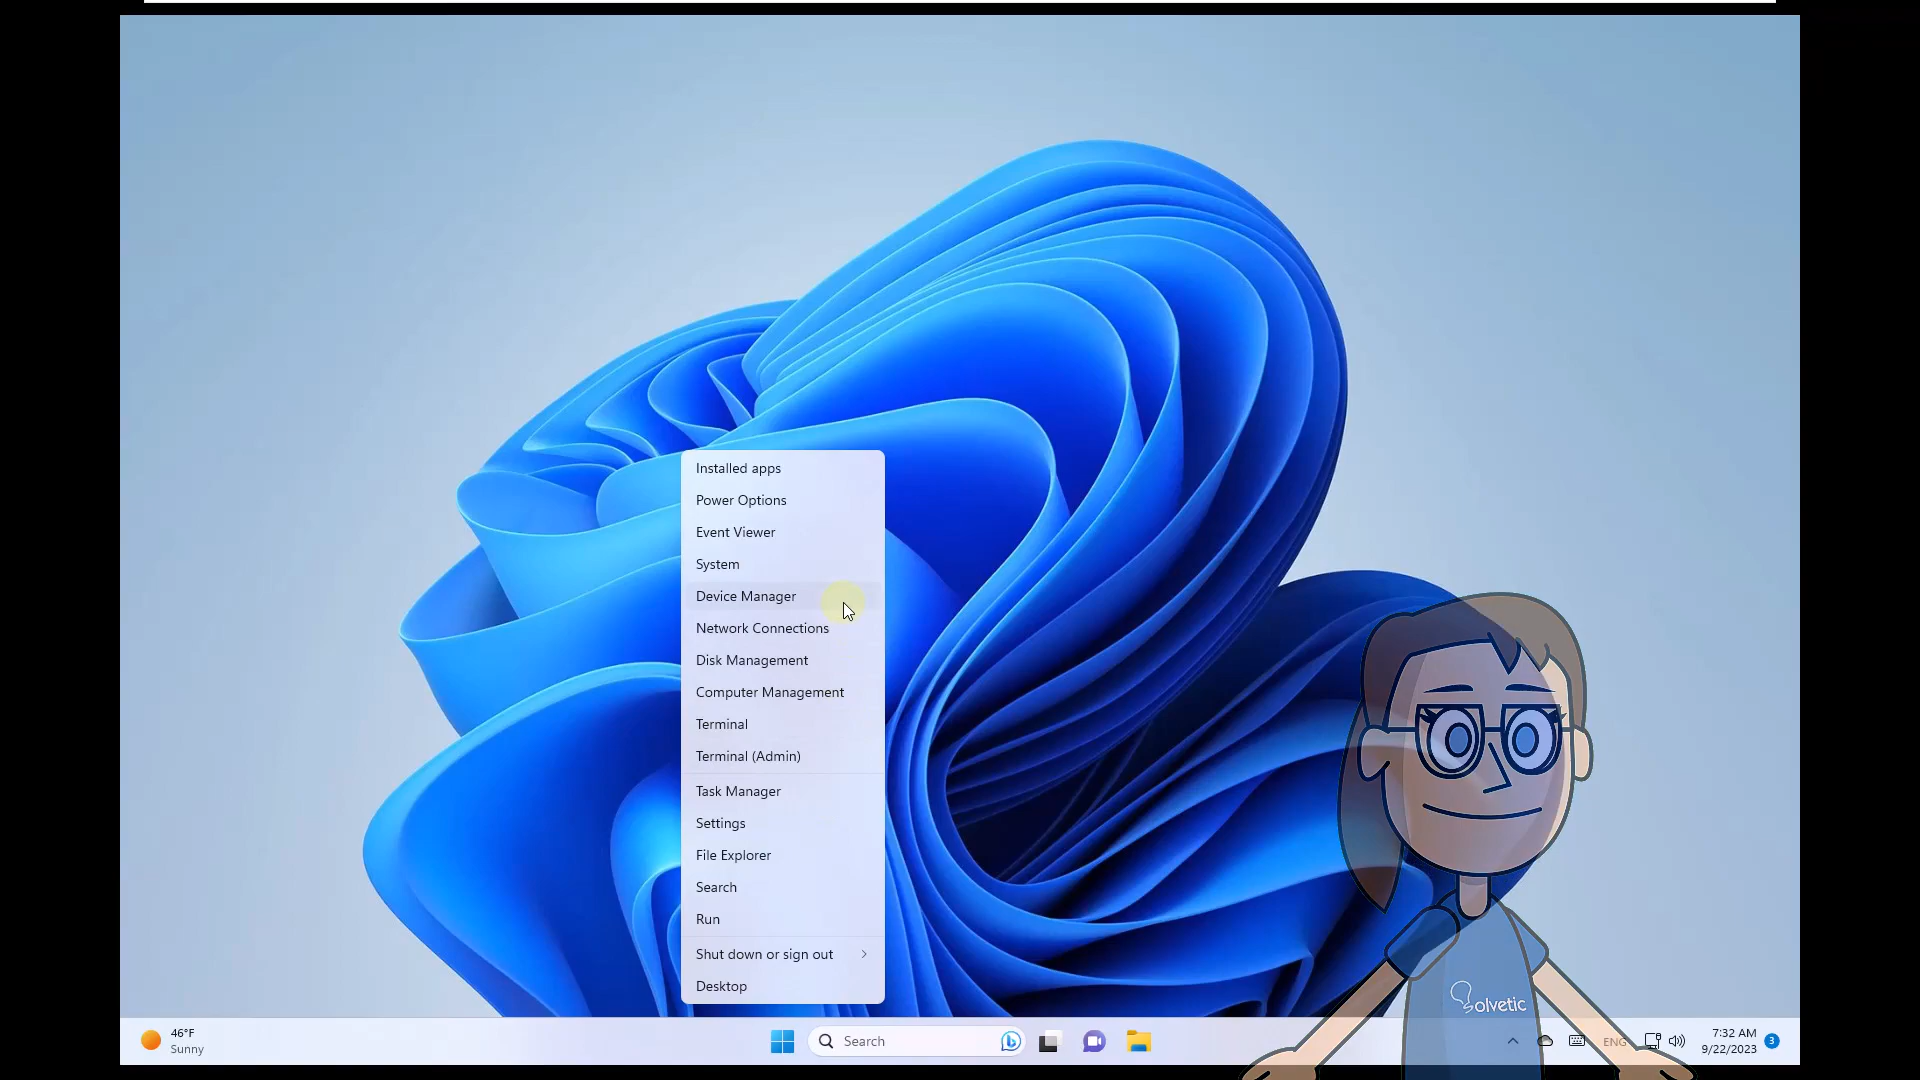 Installed apps
Power Options
Event Viewer
System
Device Manager
Network Connections
Disk Management
Computer Management
Terminal
Terminal (Admin)
Task Manager
Settings
File Explorer
Search
Run
Shut down or sign out
Desktop
Solvetic
46°F
Sunny
Search
ENG
7:32 AM
9/22/2023
3